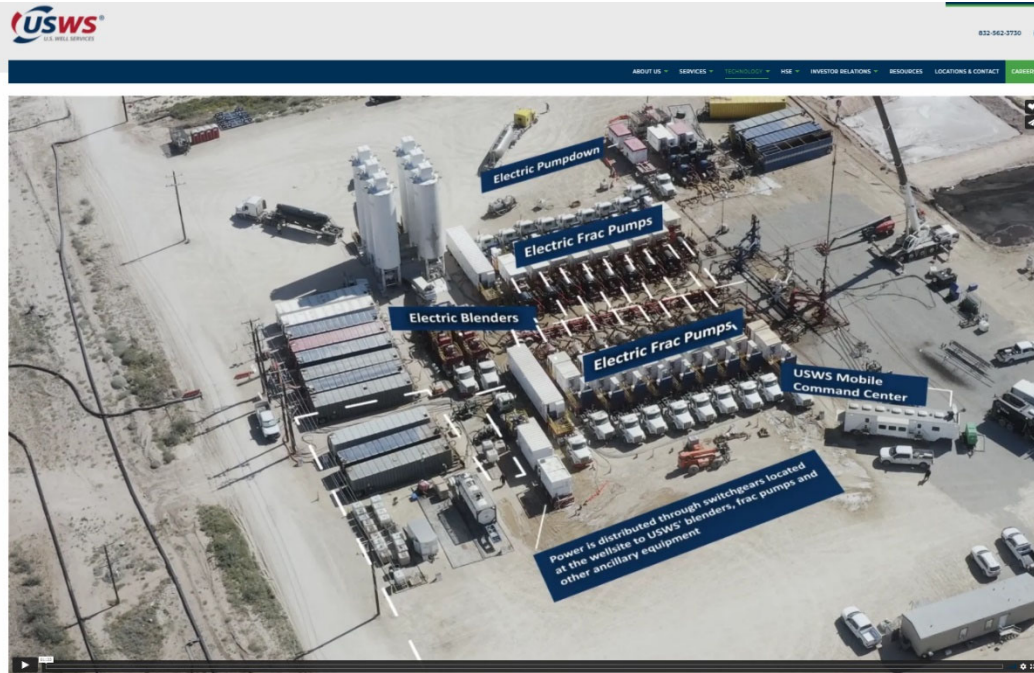 USWS®
U.S. WELL SERVICES
832-562-3730
ABOUT US SERVICES TECHNOLOGY HSE INVESTOR RELATIONS RESOURCES LOCATIONS & CONTACT CAREERS
Electric Pumpdown
Electric Frac Pumps
Electric Blenders
Electric Frac Pumps
USWS Mobile
Command Center
Power is distributed through switchgears located
at the wellsite to USWS' blenders, frac pumps and
other ancillary equipment